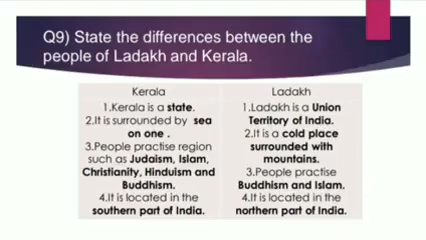 Q9) State the differences between the
people of Ladakh and Kerala.
Kerala
1.Kerala is a state.
2.It is surrounded by sea
on one .
3.People practise region
such as Judaism, Islam,
Christianity, Hinduism and
Buddhism.
4.It is located in the
southern part of India.
Ladakh
1.Ladakh is a Union
Territory of India.
2.It is a cold place
surrounded with
mountains.
3.People practise
Buddhism and Islam.
4.It is located in the
northern part of India.